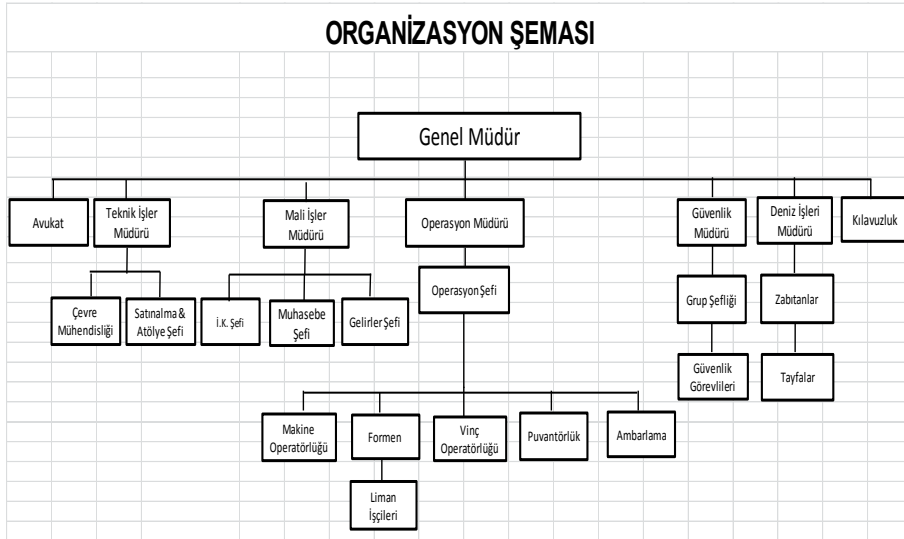 ORGANİZASYON ŞEMASI
Genel Müdür
Avukat
Teknik İşler
Müdürü
Mali İşler
Müdürü
Operasyon Müdürü
Güvenlik
Müdürü
Deniz İşleri
Müdürü
Kılavuzluk
Çevre
Mühendisliği
Satınalma &
Atölye Şefi
İ.K. Şefi
Muhasebe
Şefi
Gelirler Şefi
Operasyon Şefi
Grup Şefliği
Zabıtanlar
Güvenlik
Görevlileri
Tayfalar
Makine
Operatörlüğü
Formen
Vinç
Operatörlüğü
Puvantörlük
Ambarlama
Liman
İşçileri